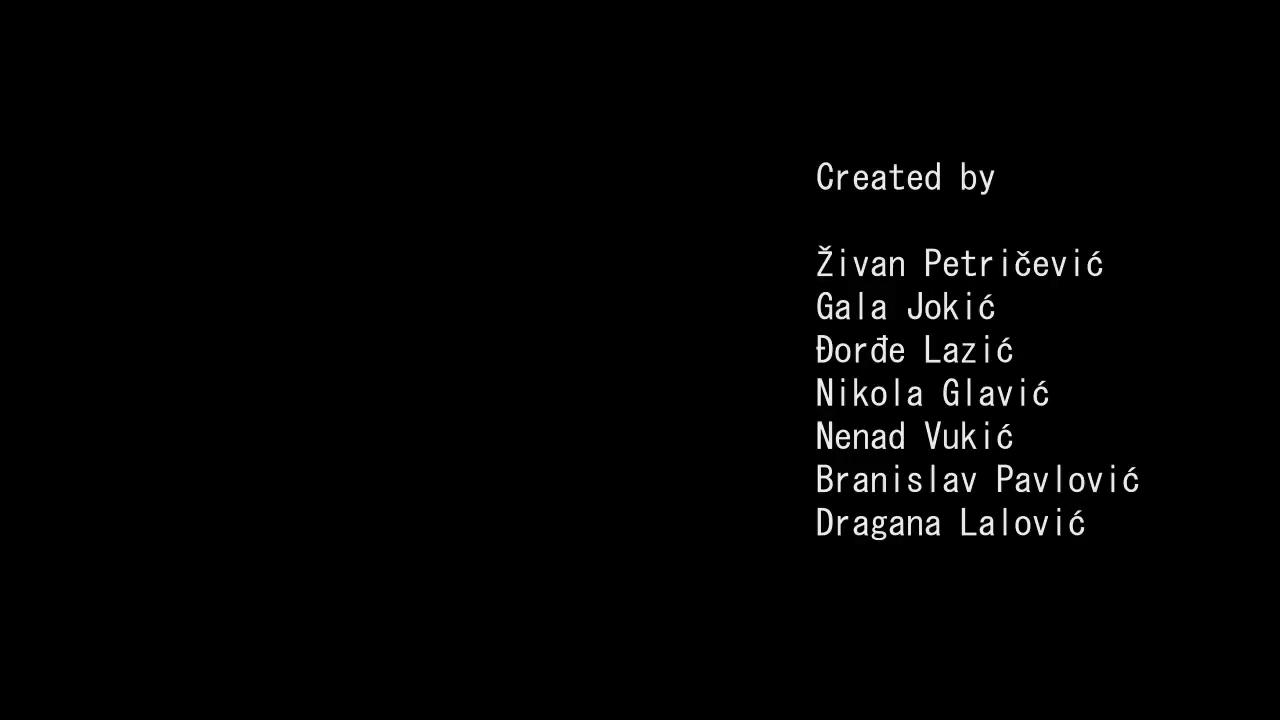 Created by
Živan Petričević
Gala Jokić
Đorđe Lazić
Nikola Glavić
Nenad Vukić
Branislav Pavlović
Dragana Lalović